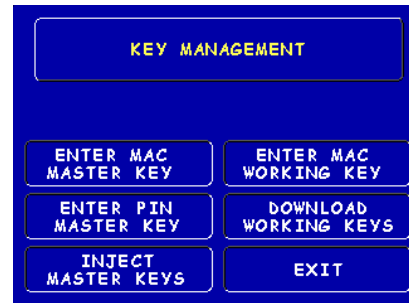 KEY MANAGEMENT
ENTER MAC
MASTER KEY
ENTER MAC
WORKING KEY
ENTER PIN
MASTER KEY
DOWNLOAD
WORKING KEYS
INJECT
MASTER KEYS
EXIT